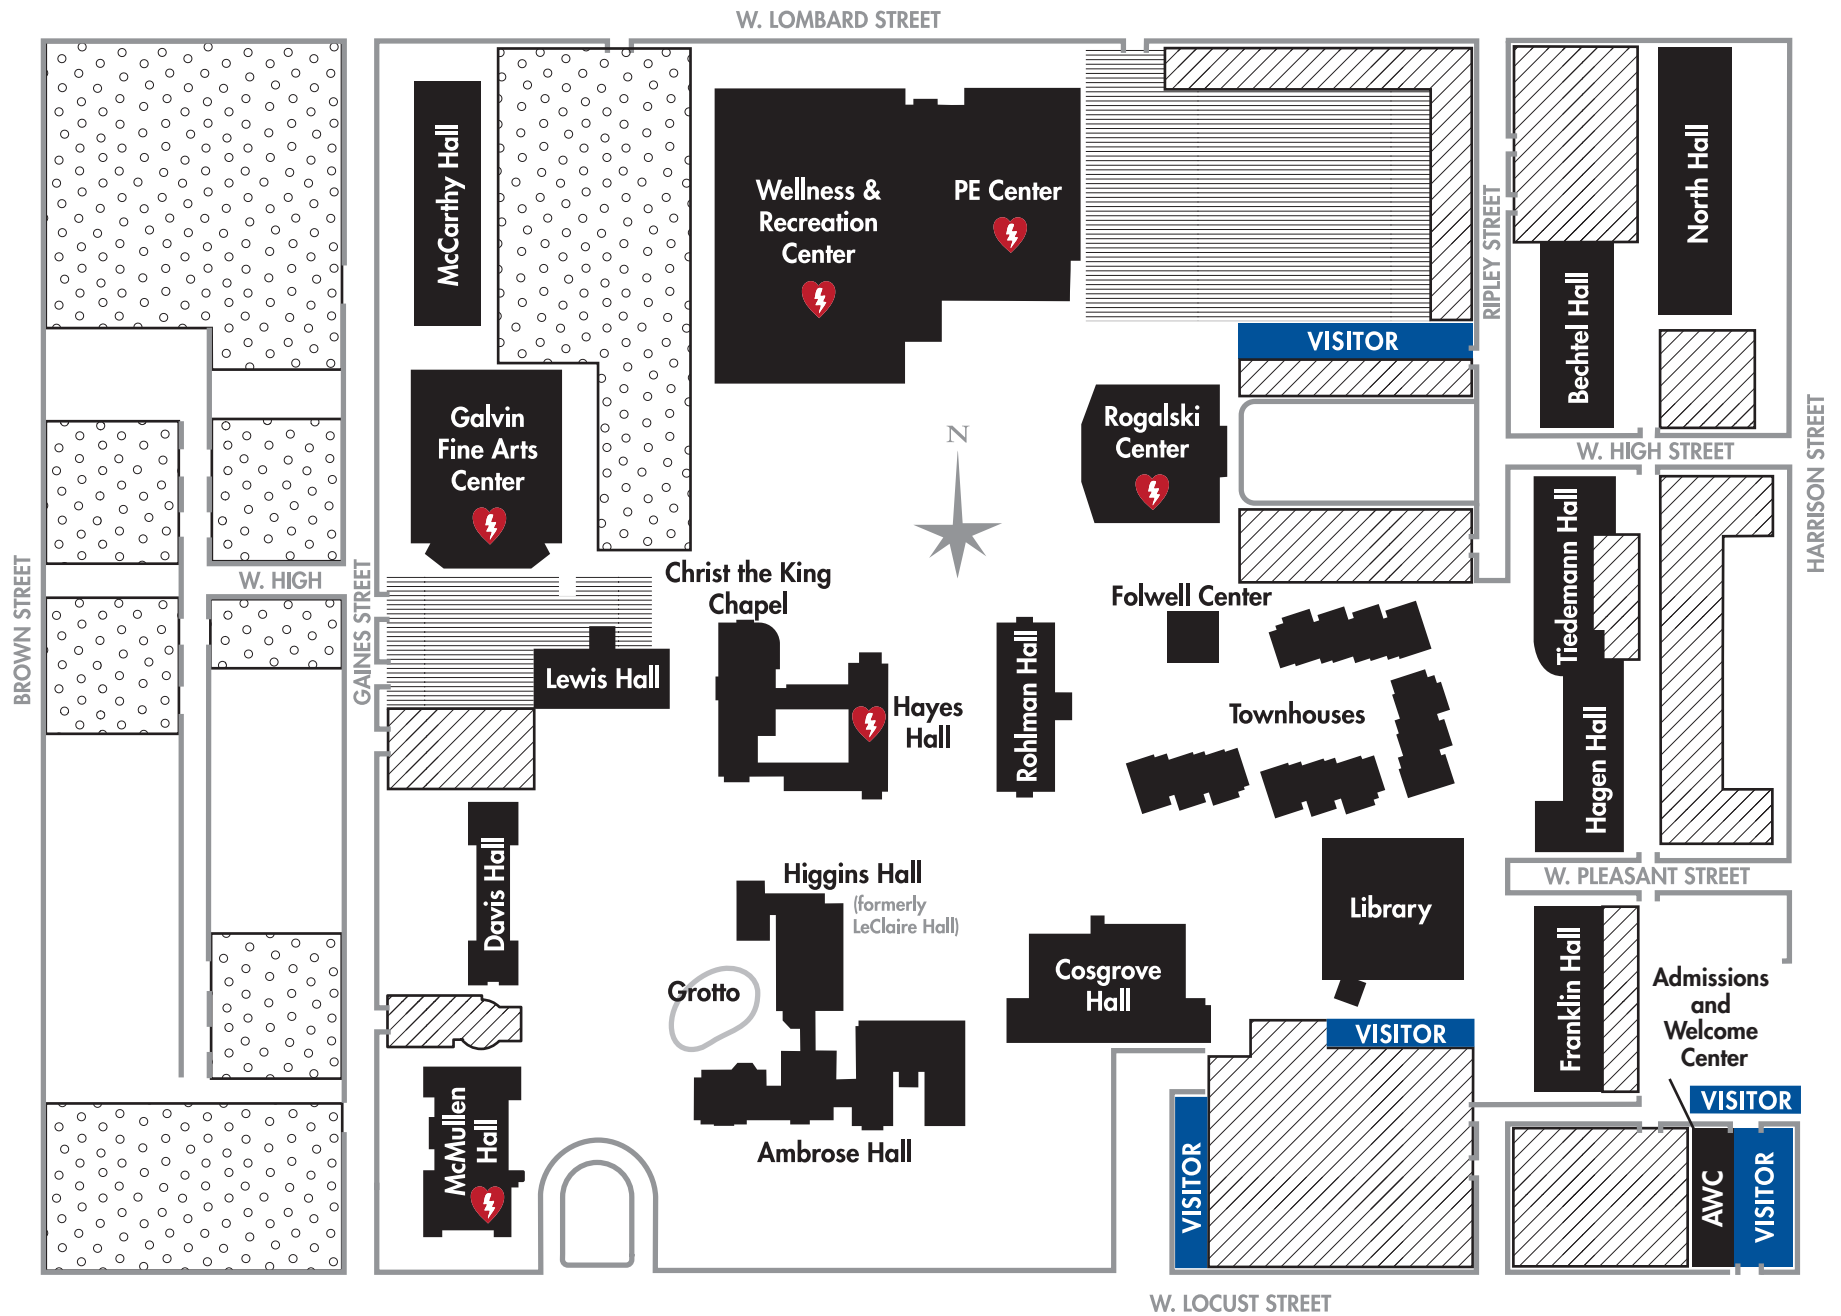 W. LOMBARD STREET
McCarthy Hall
Wellness &
Recreation
Center
PE Center
RIPLEY STREET
North Hall
Bechtel Hall
VISITOR
Galvin
Fine Arts
Center
Rogalski
Center
N
W. HIGH STREET
HARRISON STREET
BROWN STREET
W. HIGH
GAINES STREET
Christ the King
Chapel
Folwell Center
Tiedemann Hall
Lewis Hall
Hayes
Hall
Rohlman Hall
Townhouses
Hagen Hall
Davis Hall
Higgins Hall
(formerly
LeClaire Hall)
W. PLEASANT STREET
Library
Grotto
Cosgrove
Hall
Franklin Hall
Admissions
and
Welcome
Center
VISITOR
VISITOR
McMullen
Hall
Ambrose Hall
VISITOR
AWC
VISITOR
W. LOCUST STREET